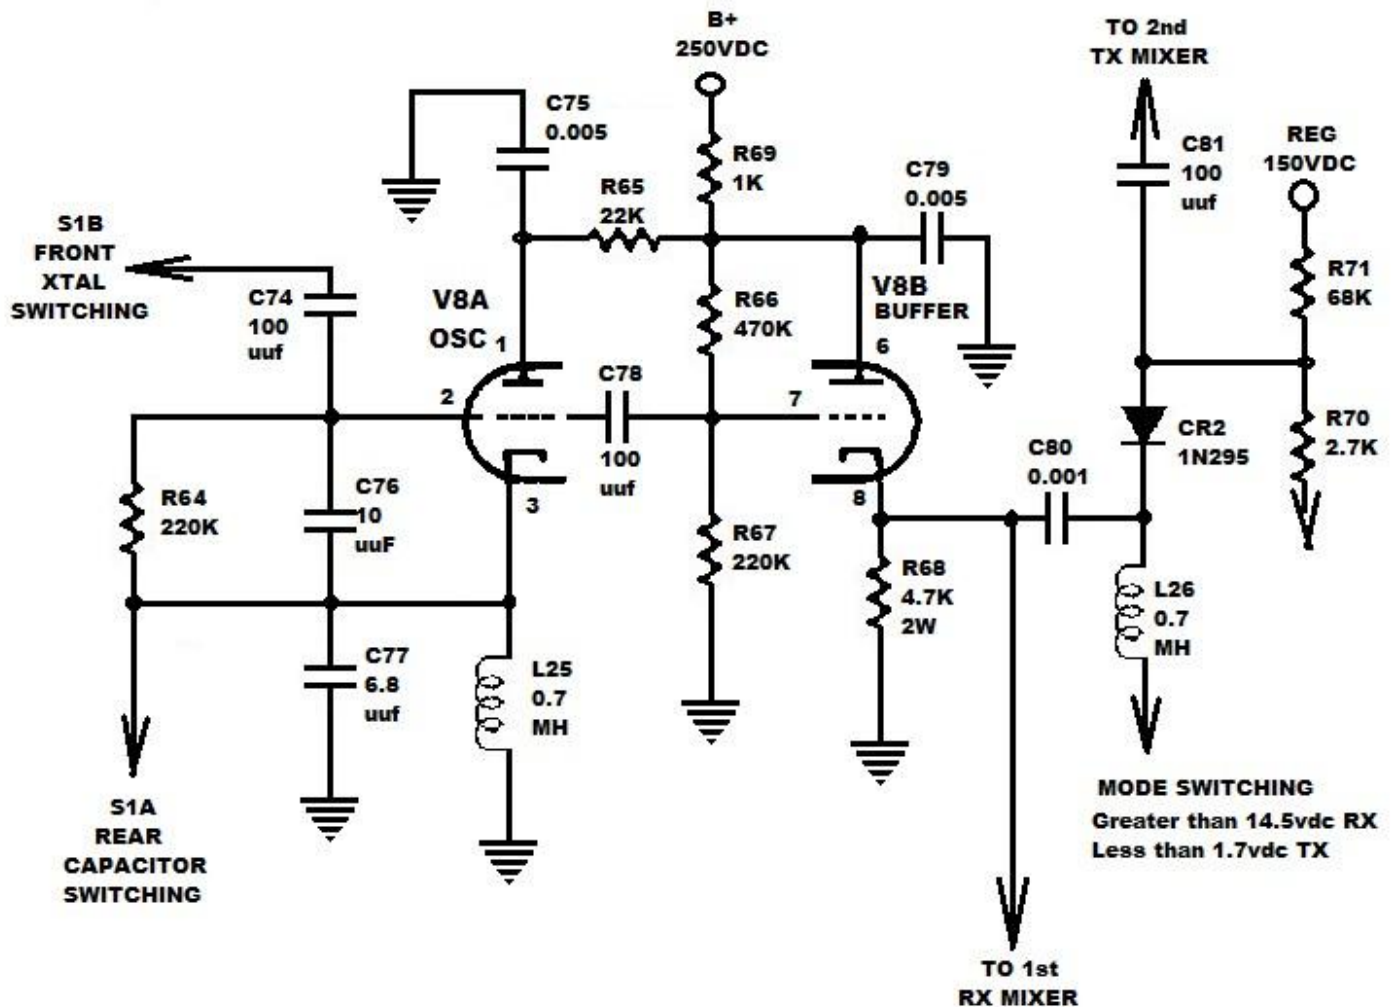 B+
250VDC
TO 2nd
TX MIXER
C75
0.005
C81
100
uuf
REG
150VDC
R69
1K
C79
0.005
R65
22K
S1B
FRONT
XTAL
SWITCHING
C74
100
uuf
V8A
OSC
1
R66
470K
V8B
BUFFER
6
R71
68K
2
C78
100
uuf
7
CR2
1N295
R70
2.7K
C80
0.001
R64
220K
C76
10
uuF
3
8
R67
220K
R68
4.7K
2W
L26
0.7
MH
C77
6.8
uuf
L25
0.7
MH
S1A
REAR
CAPACITOR
SWITCHING
MODE SWITCHING
Greater than 14.5vdc RX
Less than 1.7vdc TX
TO 1st
RX MIXER